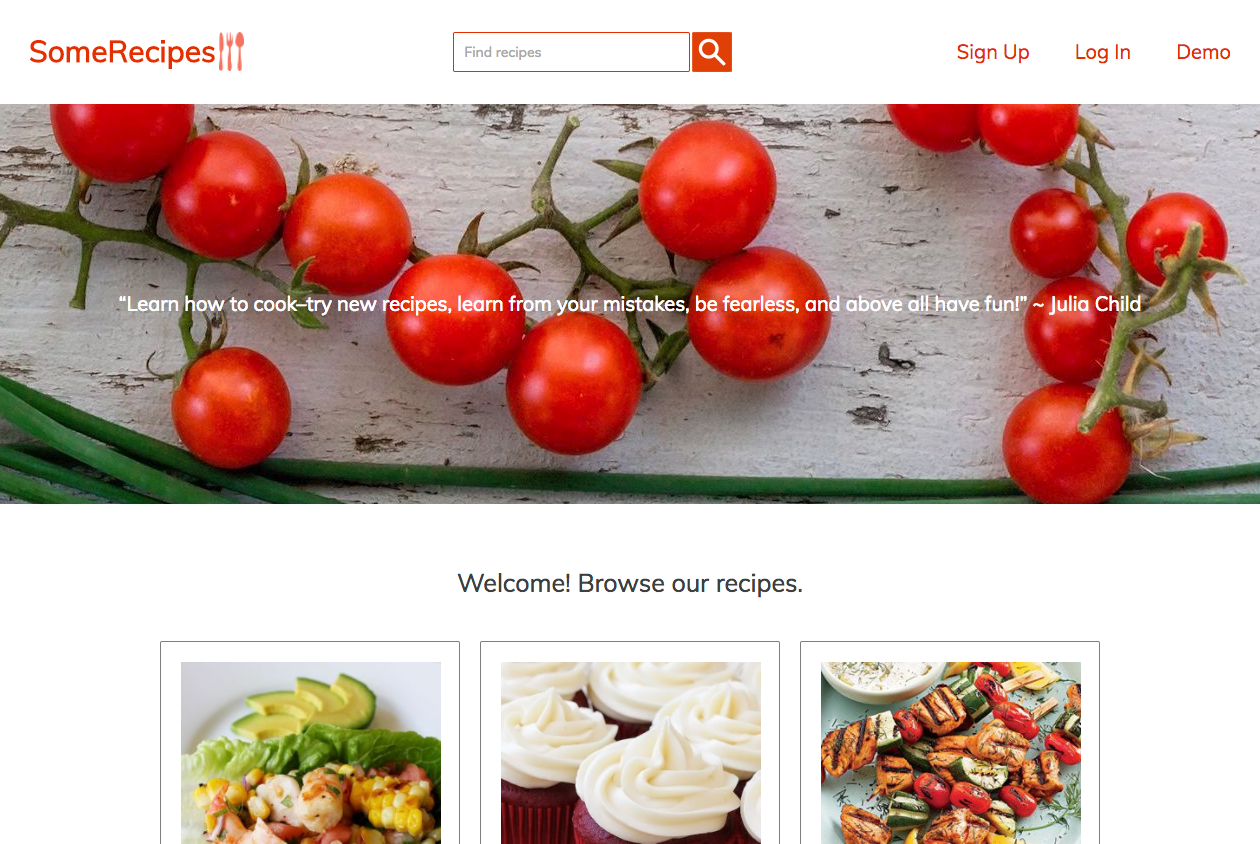 SomeRecipes
Find recipes
Sign Up
Log In
Demo
“Learn how to cook–try new recipes, learn from your mistakes, be fearless, and above all have fun!” ~ Julia Child
Welcome! Browse our recipes.